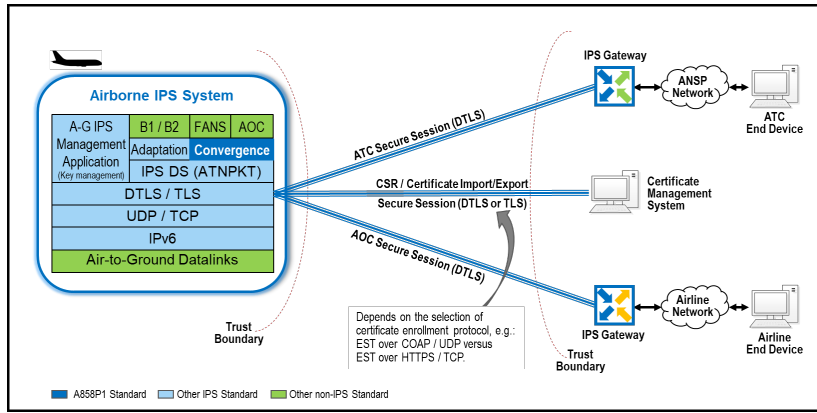 Airborne IPS System
A-G IPS
Management
Application
(Key management)
B1 / B2
FANS
AOC
Adaptation
Convergence
IPS DS (ATNPKT)
DTLS / TLS
UDP / TCP
IPv6
Air-to-Ground Datalinks
Trust
Boundary
ATC Secure Session (DTLS)
CSR / Certificate Import/Export
Secure Session (DTLS or TLS)
AOC Secure Session (DTLS)
Depends on the selection of
certificate enrollment protocol, e.g.:
EST over COAP / UDP versus
EST over HTTPS / TCP.
IPS Gateway
ANSP
Network
ATC
End Device
Certificate
Management
System
IPS Gateway
Airline
Network
Airline
End Device
Trust
Boundary
A858P1 Standard
Other IPS Standard
Other non-IPS Standard